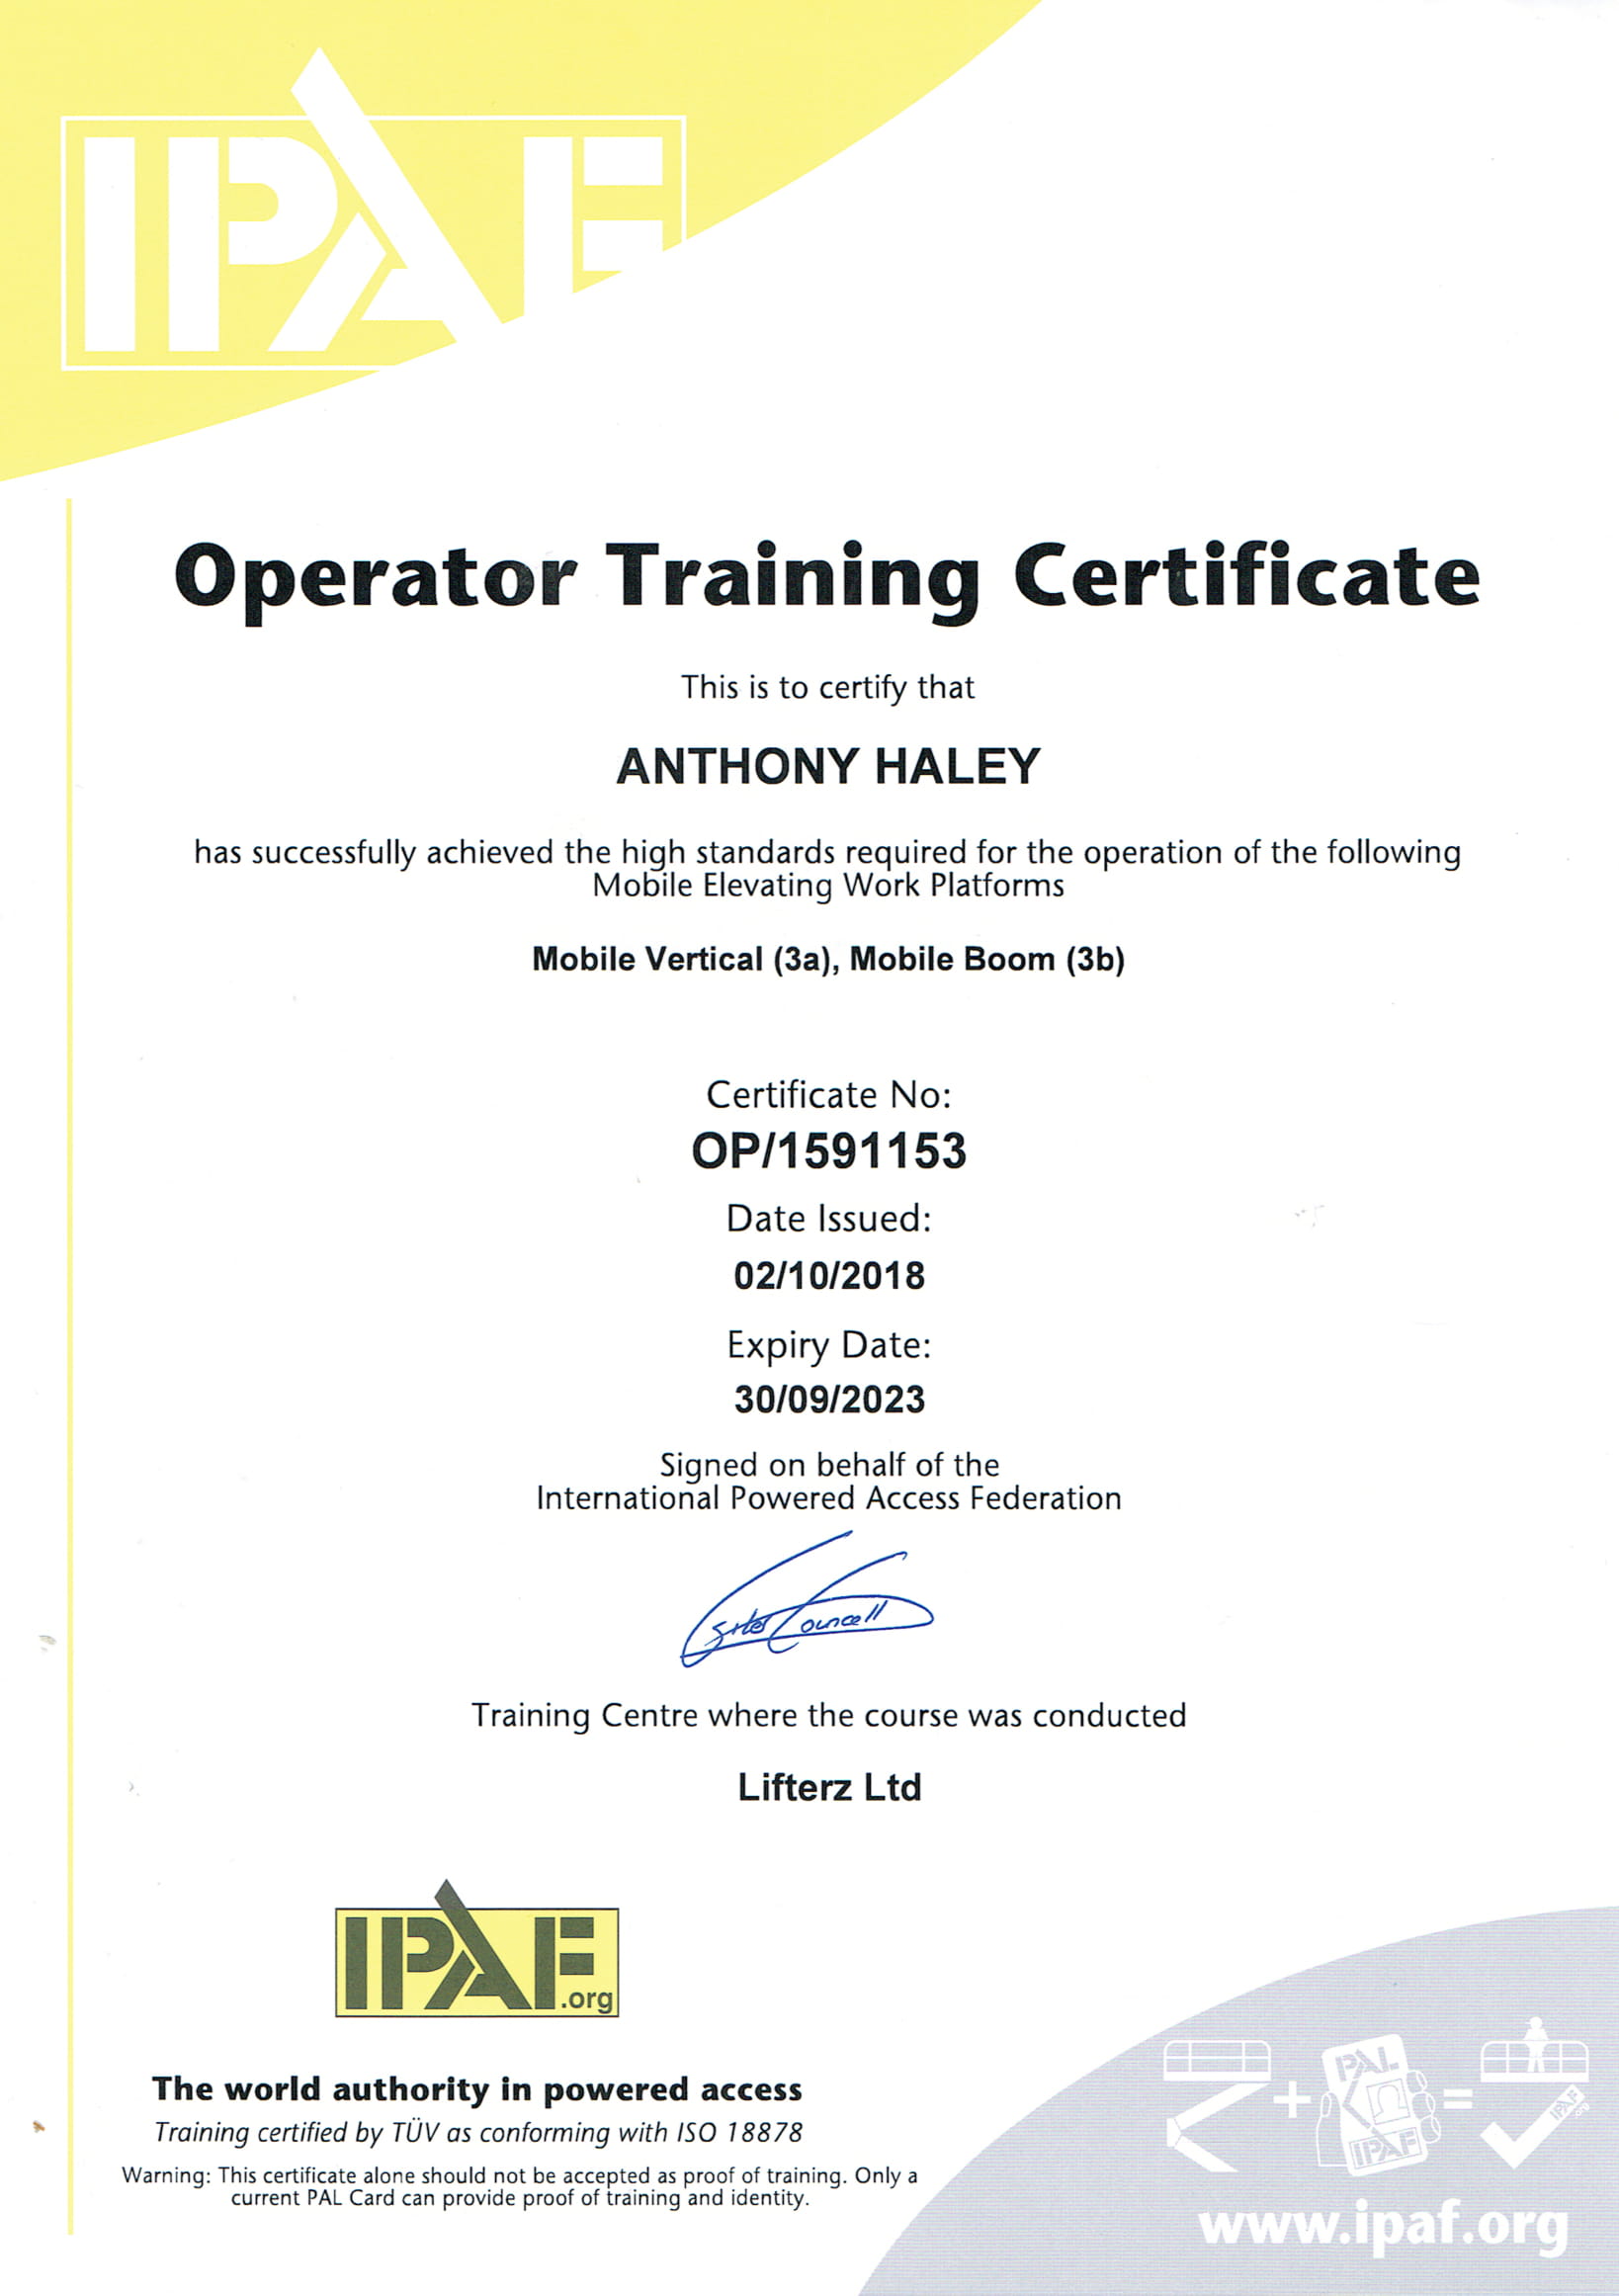 IPAF
Operator Training Certificate
This is to certify that
ANTHONY HALEY
has successfully achieved the high standards required for the operation of the following
Mobile Elevating Work Platforms
Mobile Vertical (3a), Mobile Boom (3b)
Certificate No:
OP/1591153
Date Issued:
02/10/2018
Expiry Date:
30/09/2023
Signed on behalf of the
International Powered Access Federation
Councell
Training Centre where the course was conducted
Lifterz Ltd
IPAF
.org
The world authority in powered access
Training certified by TÜV as conforming with ISO 18878
Warning: This certificate alone should not be accepted as proof of training. Only a
current PAL Card can provide proof of training and identity.
PAL
IPAF
IPAF
.org
www.ipaf.org